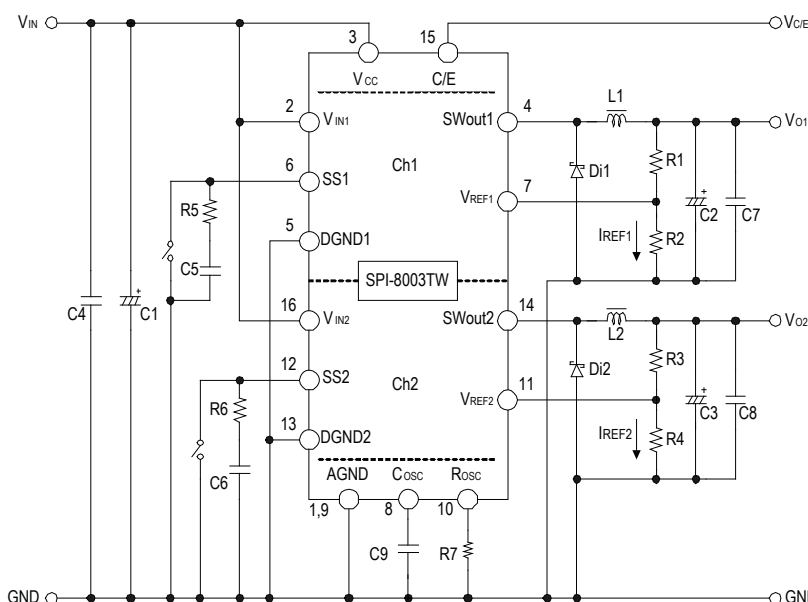 VIN
VC/E
3
15
VCC
C/E
L1
2
4
VIN1
SWout1
VO1
6
Ch1
Di1
R1
SS1
7
R5
VREF1
C2
C7
5
IREF1
R2
DGND1
C5
SPI-8003TW
C4
C1
16
14
VIN2
SWout2
VO2
L2
12
Di2
R3
SS2
Ch2
11
R6
VREF2
C3
C8
13
IREF2
R4
DGND2
C6
AGND
COSC
ROSC
1,9
8
10
C9
R7
GND
GN